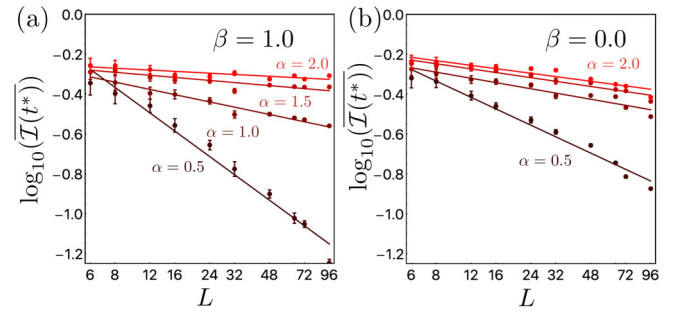 (a)
β = 1.0
log₁₀(\overline{𝓘(t*)})
0.0
−0.2
−0.4
−0.6
−0.8
−1.0
−1.2
α = 2.0
α = 1.5
α = 1.0
α = 0.5
6 8 12 16 24 32 48 72 96
L
(b)
β = 0.0
log₁₀(\overline{𝓘(t*)})
0.0
−0.2
−0.4
−0.6
−0.8
−1.0
−1.2
α = 2.0
α = 0.5
6 8 12 16 24 32 48 72 96
L